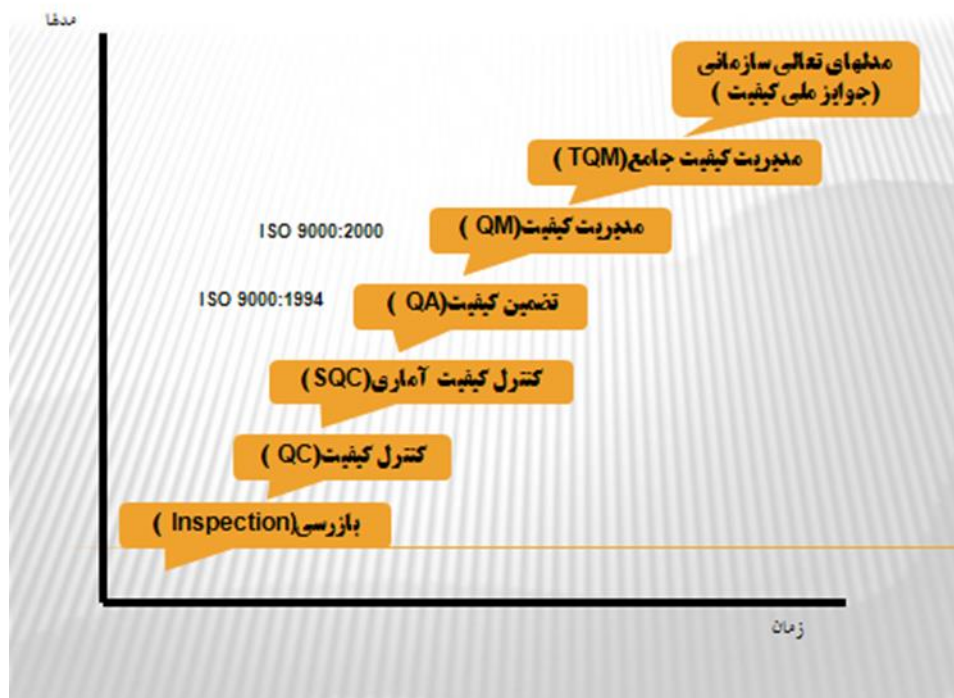 مدلها
مدلهای تعالی سازمانی
(جوایز ملی کیفیت )
مدیریت کیفیت جامع(TQM )
ISO 9000:2000
مدیریت کیفیت(QM )
ISO 9000:1994
تضمین کیفیت(QA )
کنترل کیفیت آماری(SQC )
کنترل کیفیت(QC )
بازرسی(Inspection )
زمان